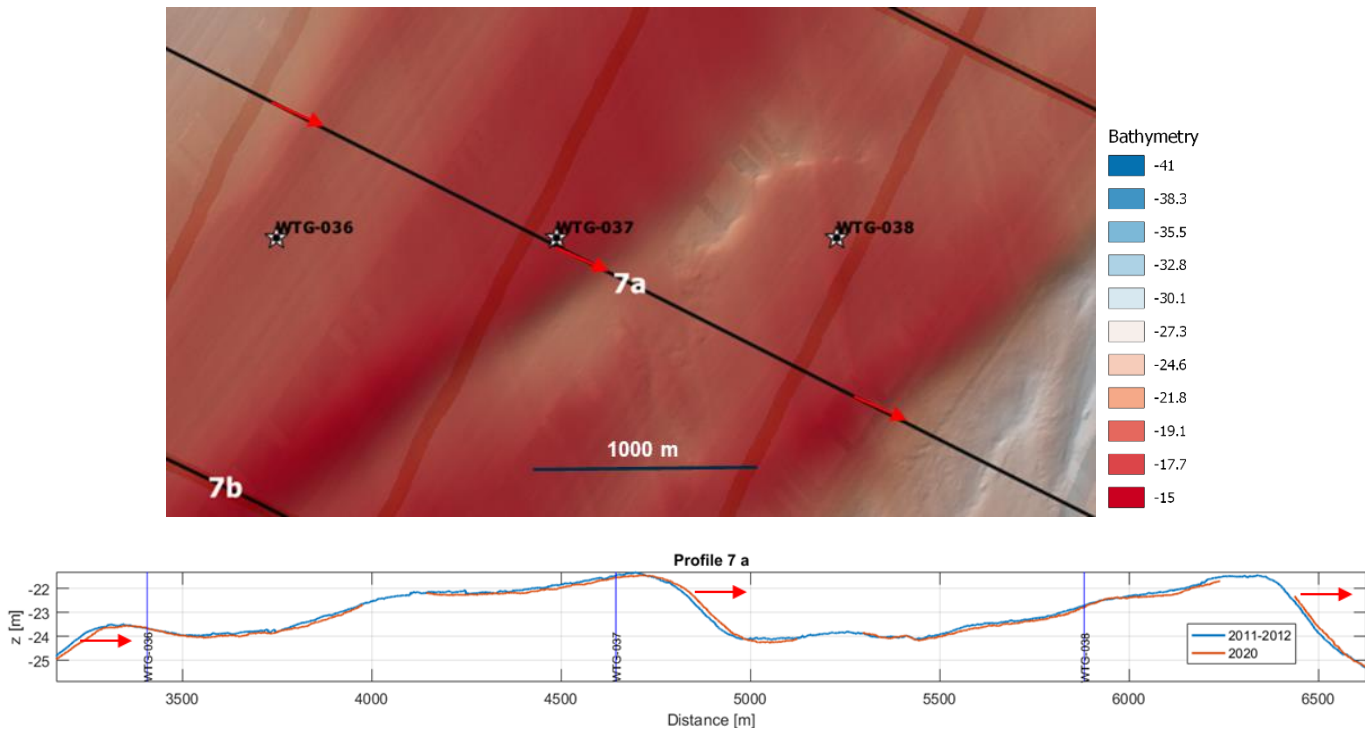 Bathymetry
-41
-38.3
-35.5
-32.8
-30.1
-27.3
-24.6
-21.8
-19.1
-17.7
-15
WTG-036
WTG-037
WTG-038
7a
1000 m
7b
Profile 7 a
z [m]
-22
-23
-24
-25
WTG-036
WTG-037
WTG-038
2011-2012
2020
3500
4000
4500
5000
5500
6000
6500
Distance [m]